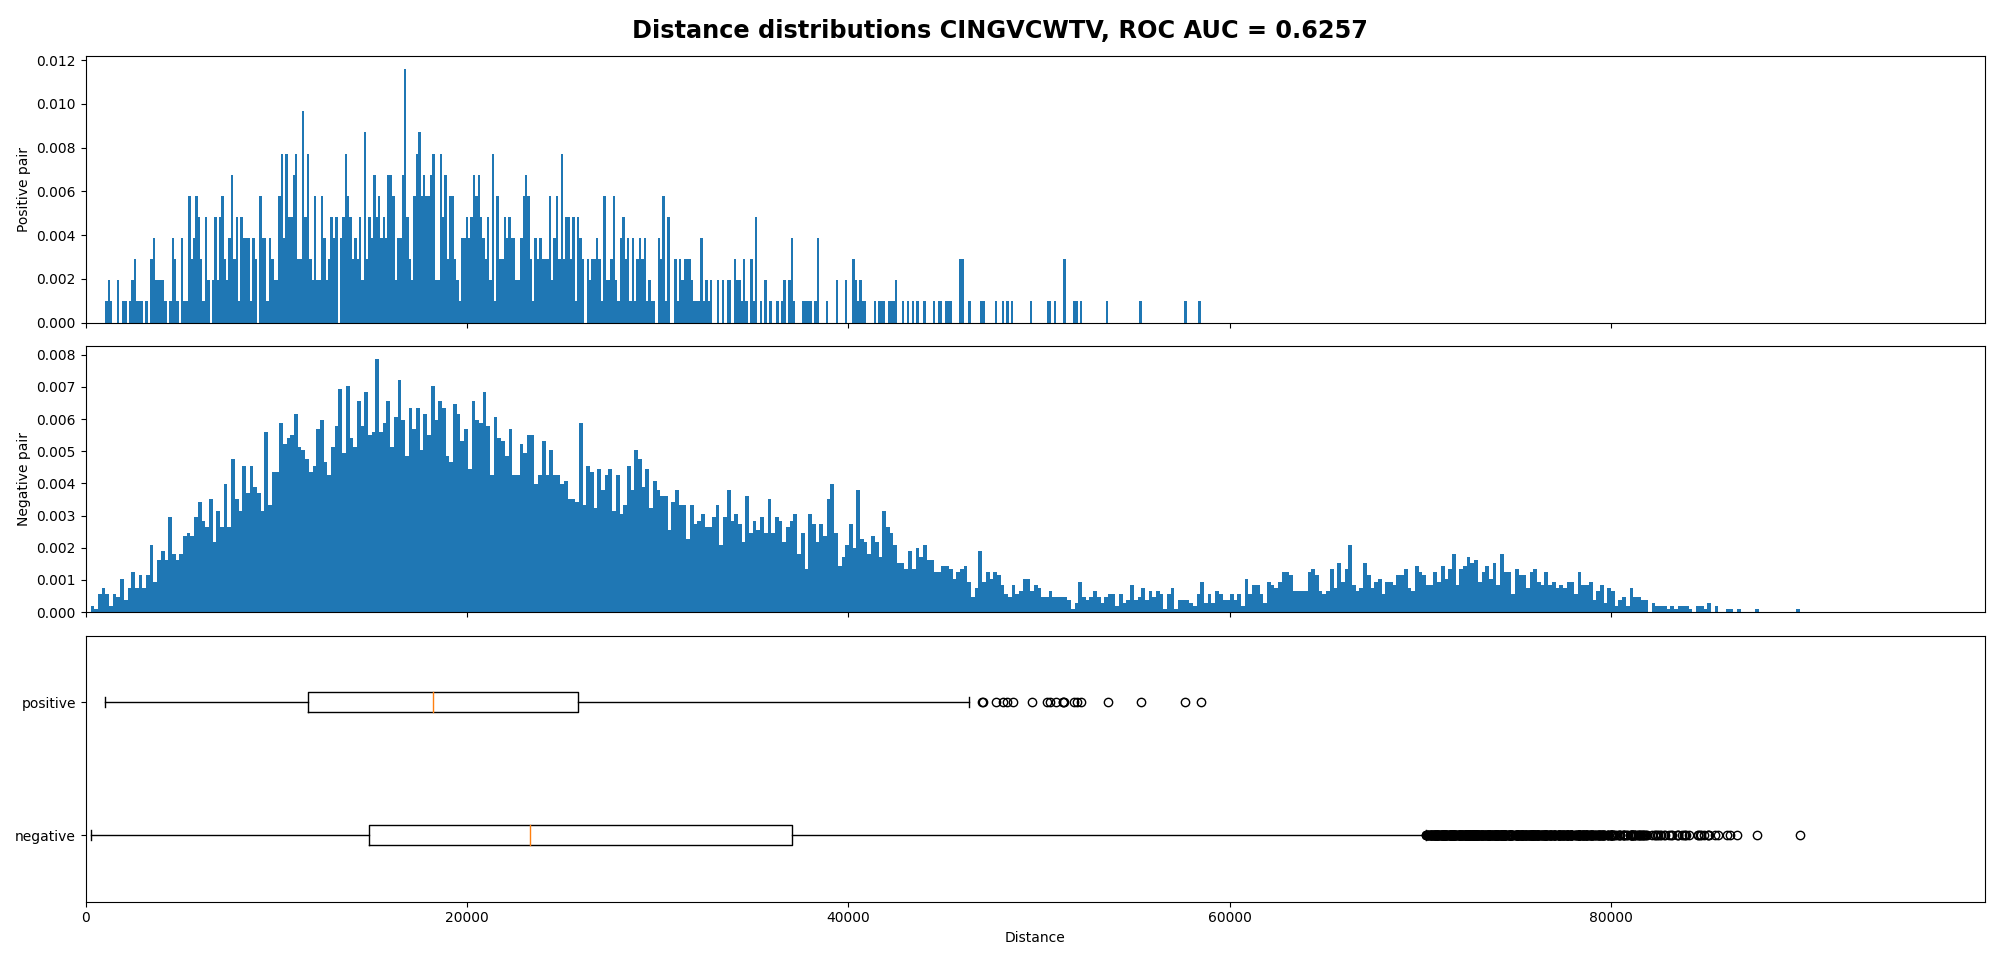 Distance distributions CINGVCWTV, ROC AUC = 0.6257
0.012
0.010
0.008
0.006
0.004
0.002
0.000
Positive pair
0.008
0.007
0.006
0.005
0.004
0.003
0.002
0.001
0.000
Negative pair
positive
negative
0 20000 40000 60000 80000
Distance